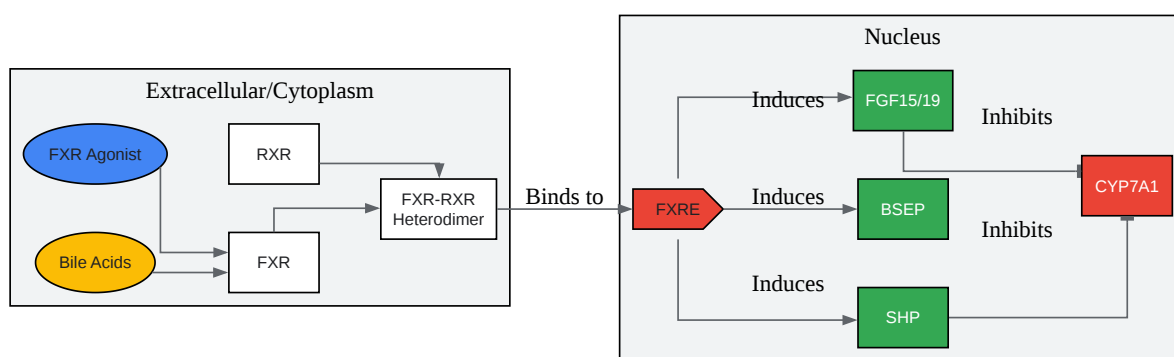 Nucleus
Extracellular/Cytoplasm
FXR Agonist
RXR
FXR-RXR
Heterodimer
Bile Acids
FXR
Binds to
FXRE
Induces
FGF15/19
Inhibits
CYP7A1
Induces
BSEP
Inhibits
Induces
SHP